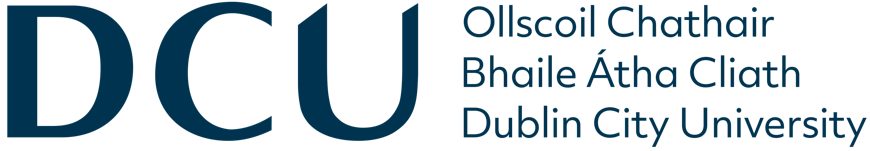 DCU
Ollscoil Chathair
Bhaile Átha Cliath
Dublin City University